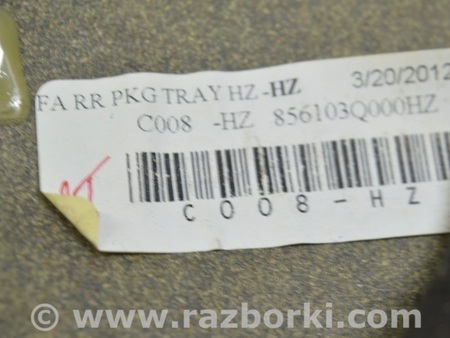 FA RR PKG TRAY HZ -HZ 3/20/2012
C008 -HZ 856103Q000HZ
C008-HZ
© www.razborki.com